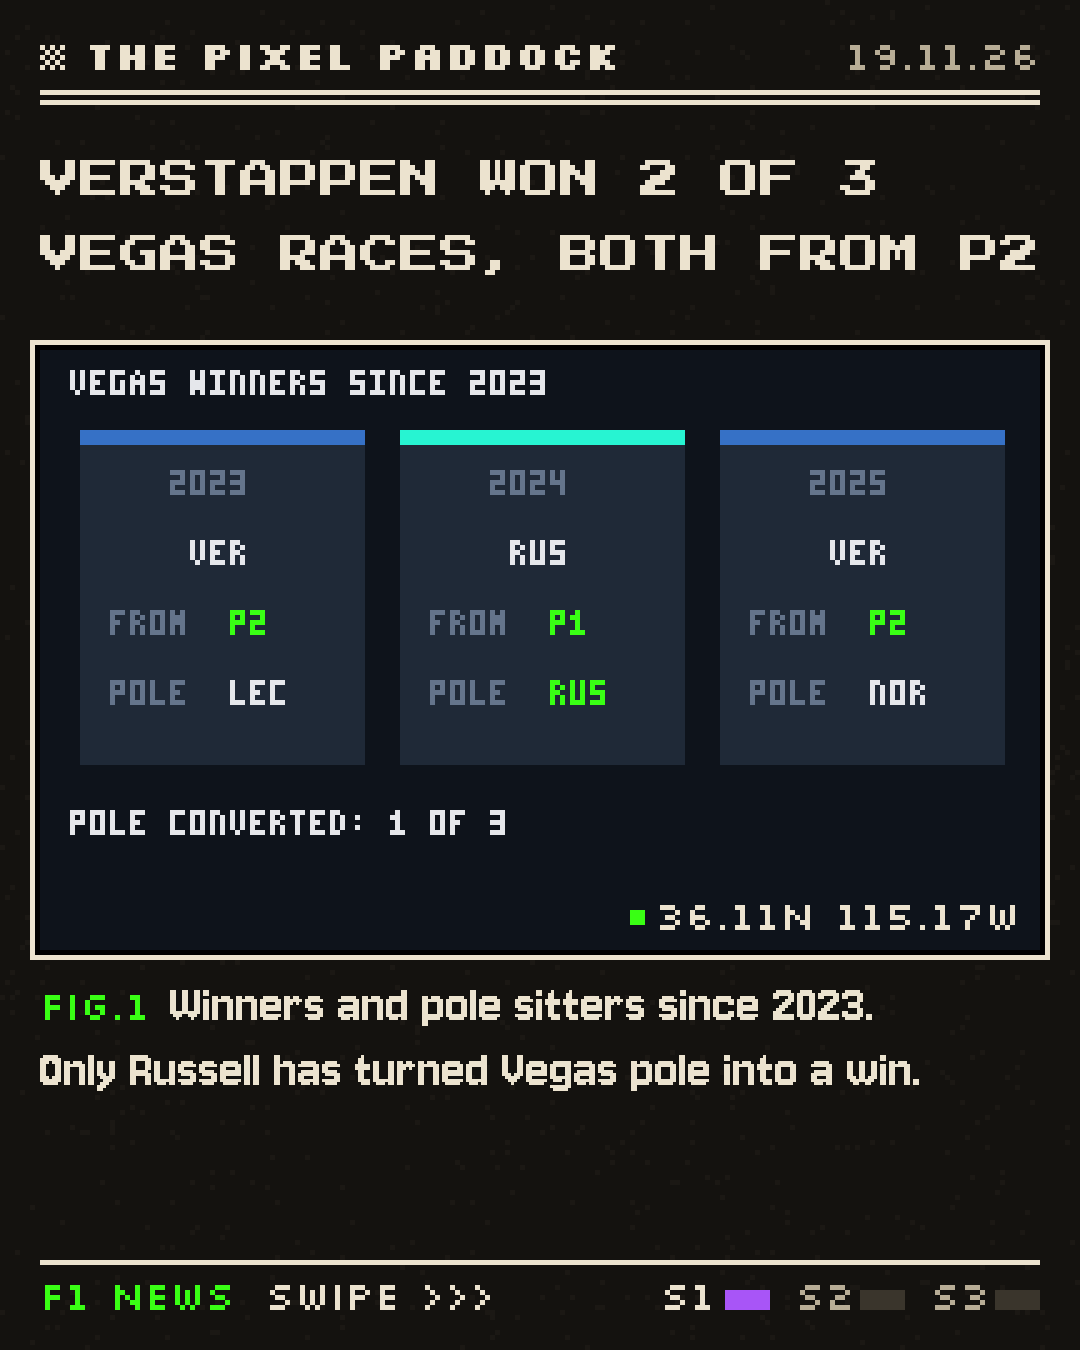 THE PIXEL PADDOCK 19.11.26
VERSTAPPEN WON 2 OF 3
VEGAS RACES, BOTH FROM P2
VEGAS WINNERS SINCE 2023
2023 2024 2025
VER RUS VER
FROM P2 FROM P1 FROM P2
POLE LEC POLE RUS POLE NOR
POLE CONVERTED: 1 OF 3
36.11N 115.17W
FIG.1 Winners and pole sitters since 2023.
Only Russell has turned Vegas pole into a win.
F1 NEWS SWIPE >>> S1 S2 S3